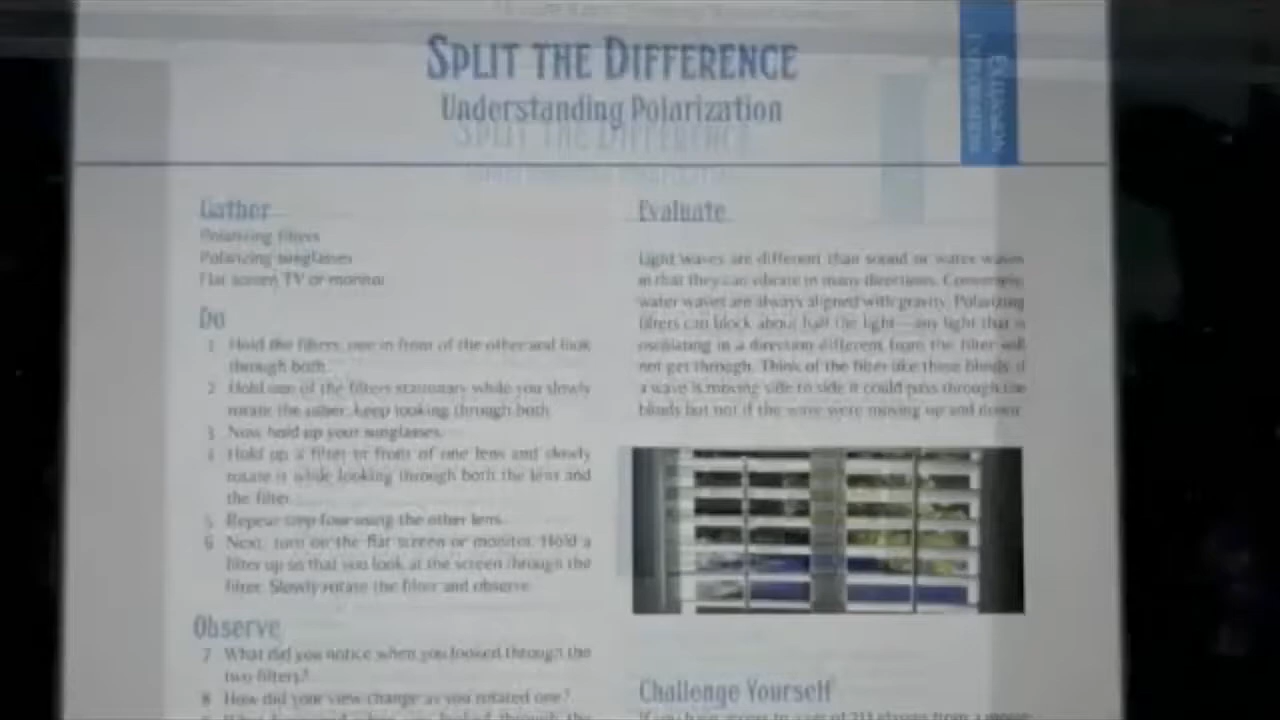 SPLIT THE DIFFERENCE
Understanding Polarization
Gather
Polarizing filters
Polarizing sunglasses
Flat screen TV or monitor
Do
1 Hold the filters, one in front of the other and look
through both.
2 Hold one of the filters stationary while you slowly
rotate the other, keep looking through both.
3 Now hold up your sunglasses.
4 Hold up a filter in front of one lens and slowly
rotate it while looking through both the lens and
the filter.
5 Repeat step four using the other lens.
6 Next, turn on the flat screen or monitor. Hold a
filter up so that you look at the screen through the
filter. Slowly rotate the filter and observe.
Observe
7 What did you notice when you looked through the
two filters?
8 How did your view change as you rotated one?
Evaluate
Light waves are different than sound or water waves
in that they can vibrate in many directions. Conversely,
water waves are always aligned with gravity. Polarizing
filters can block about half the light—any light that is
oscillating in a direction different from the filter will
not get through. Think of the filter like these blinds: if
a wave is moving side to side it could pass through the
blinds but not if the wave were moving up and down.
Challenge Yourself
SPLIT THE DIFFERENCE